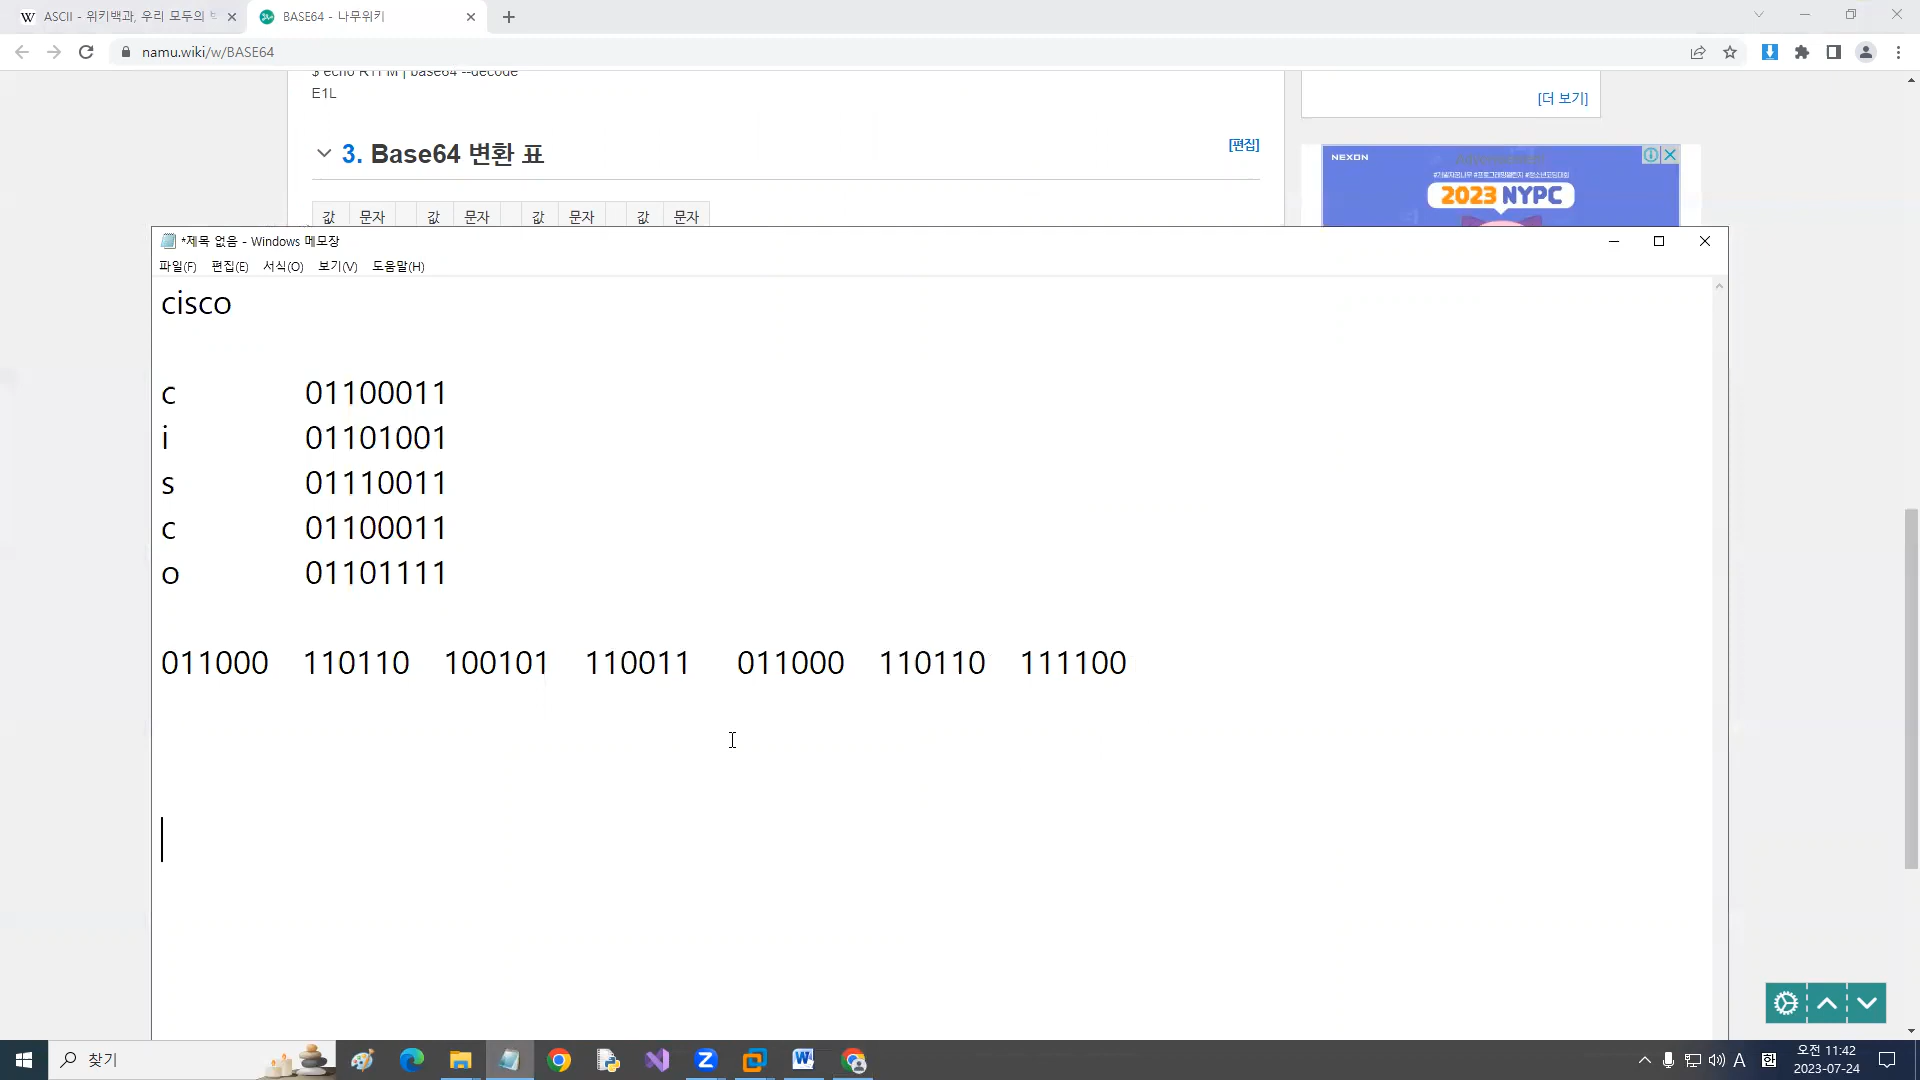 ASCII - 위키백과, 우리 모두의
BASE64 - 나무위키
namu.wiki/w/BASE64
| base64 --decode
E1L
[더 보기]
3. Base64 변환 표
[편집]
값 문자 값 문자 값 문자 값 문자
NEXON
2023 NYPC
*제목 없음 - Windows 메모장
파일(F) 편집(E) 서식(O) 보기(V) 도움말(H)
cisco
c 01100011
i 01101001
s 01110011
c 01100011
o 01101111
011000 110110 100101 110011 011000 110110 111100
찾기
A 한
오전 11:42
2023-07-24